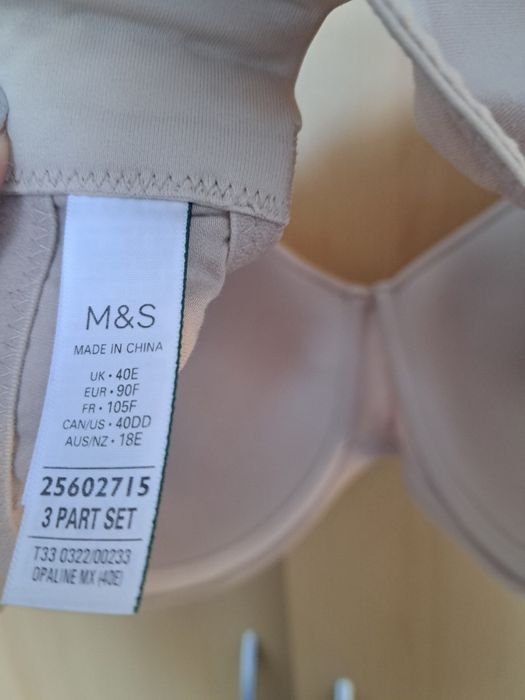 M&S
MADE IN CHINA
UK • 40E
EUR • 90F
FR • 105F
CAN/US • 40DD
AUS/NZ • 18E
25602715
3 PART SET
T33 0322/00233
OPALINE MX (40E)